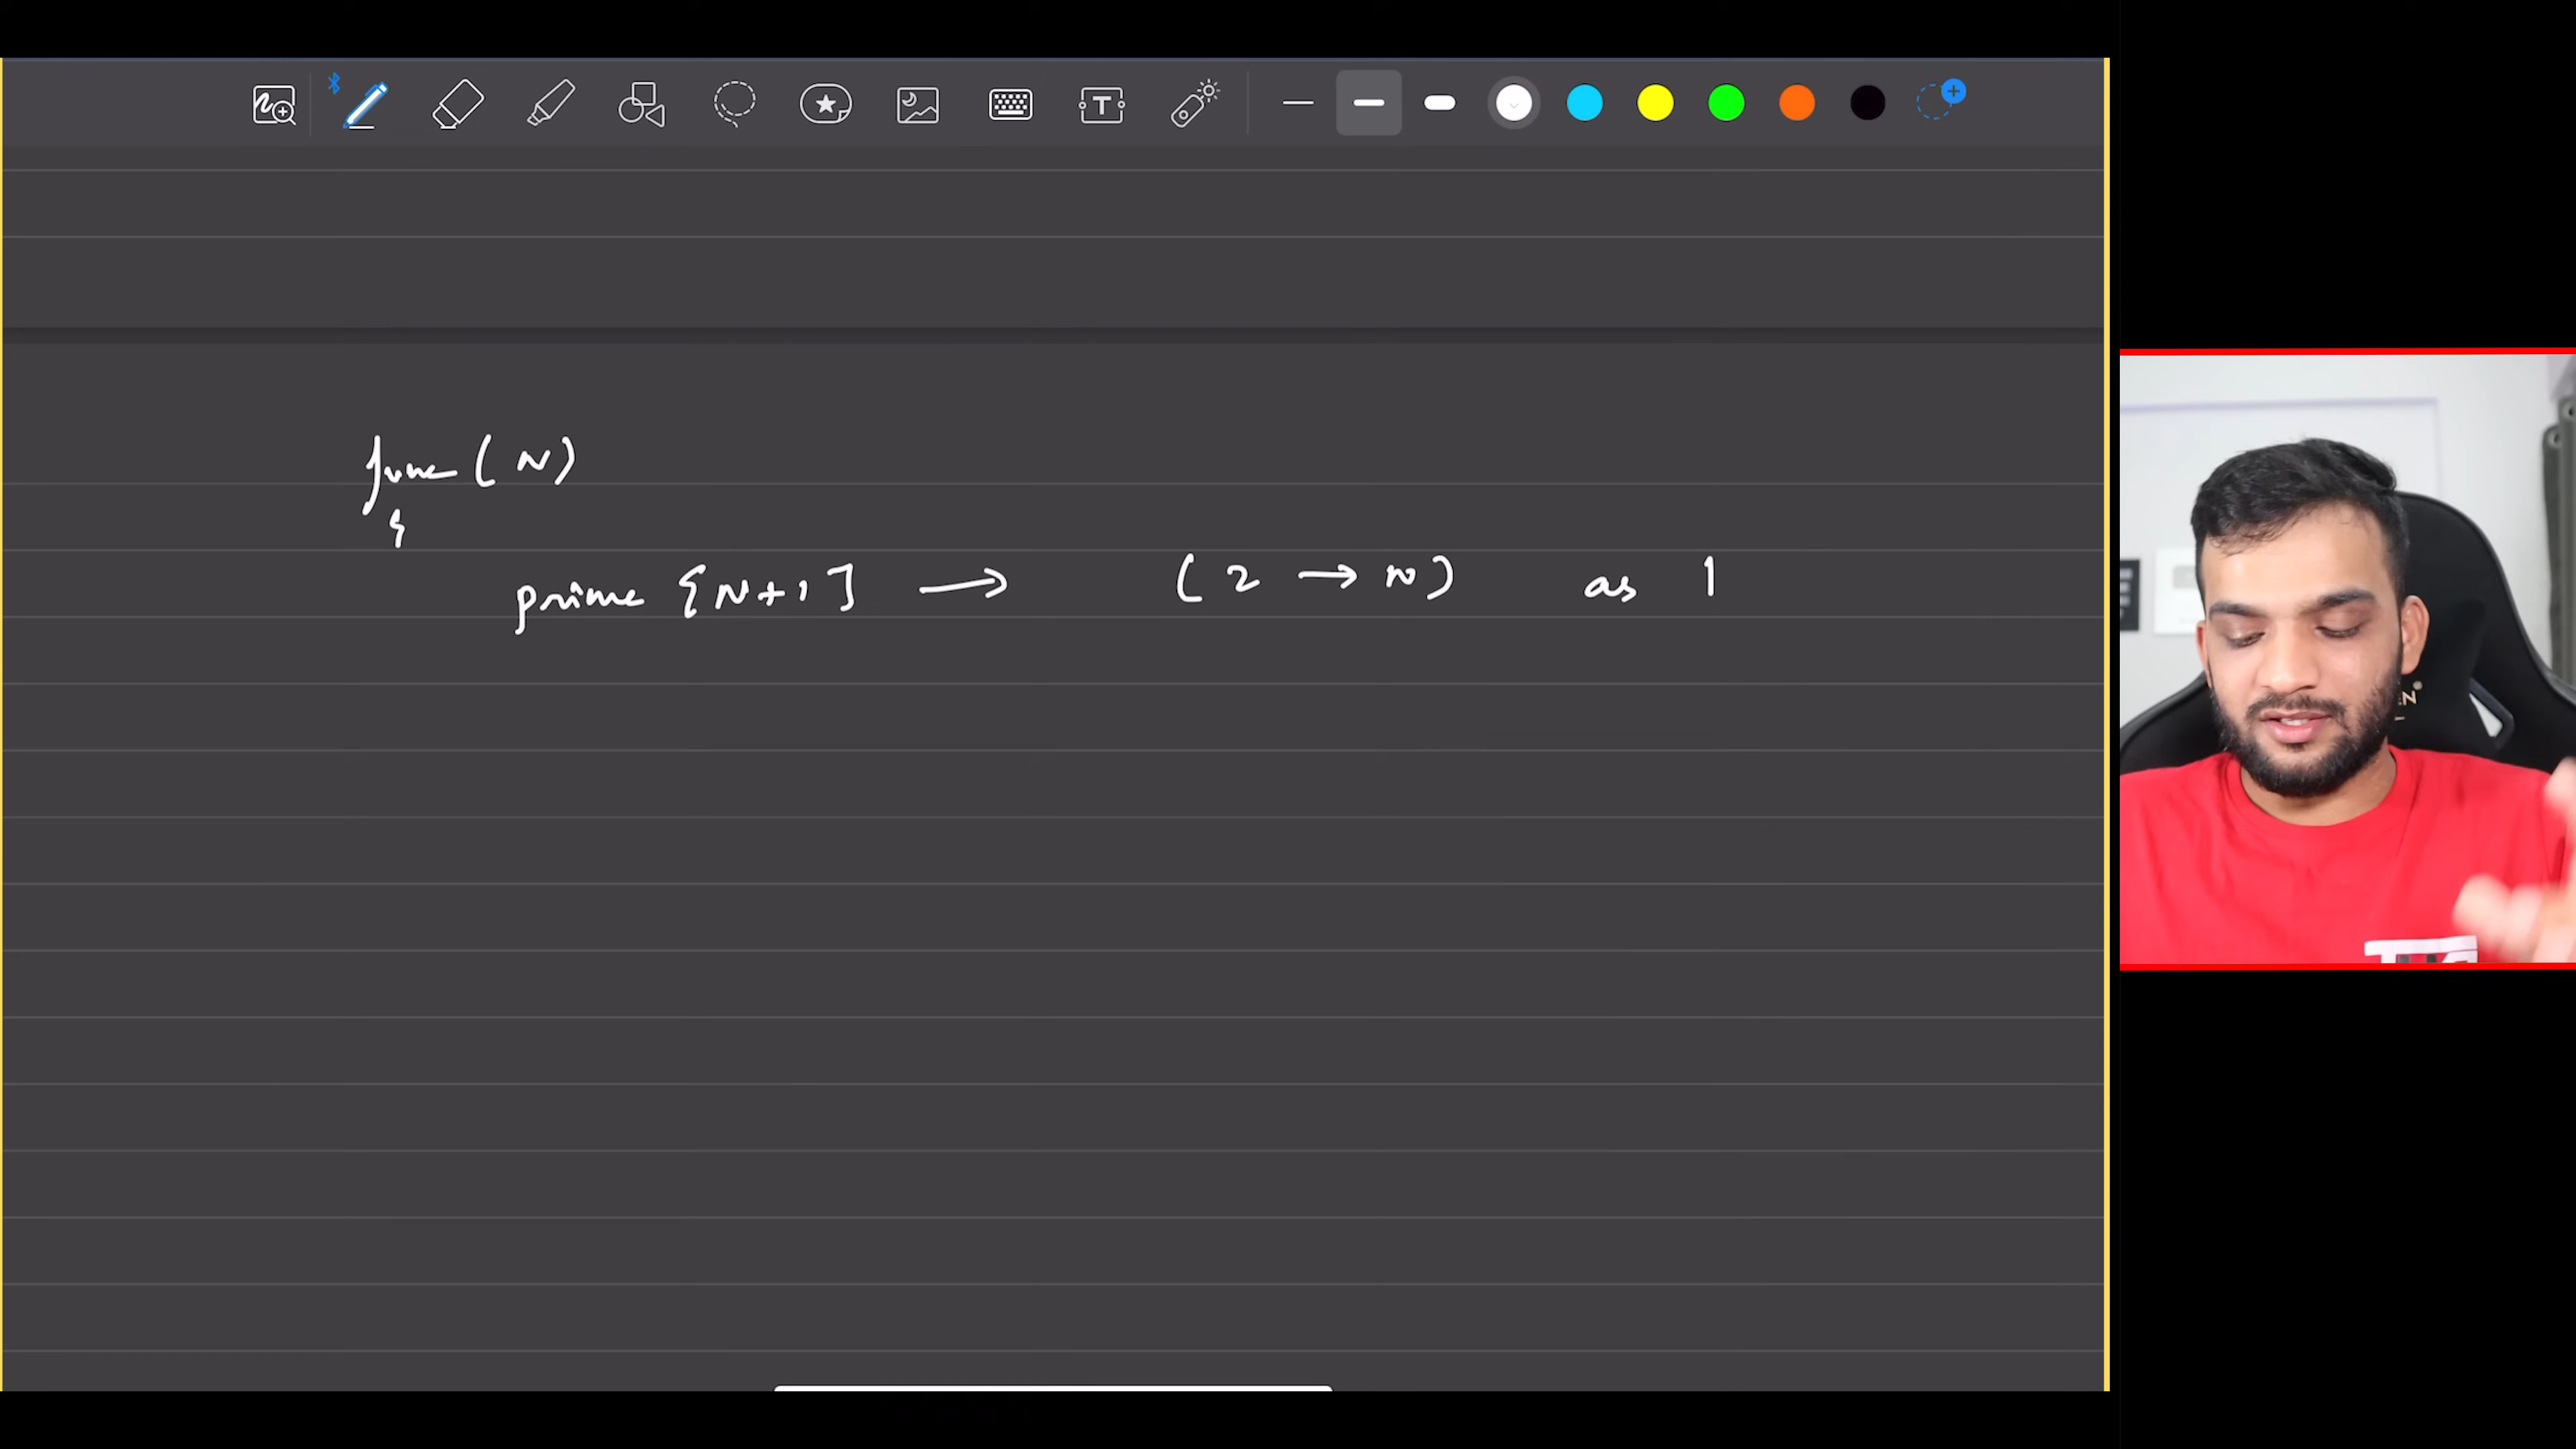 func(N)
{
prime [N+1] → (2 → N) as 1